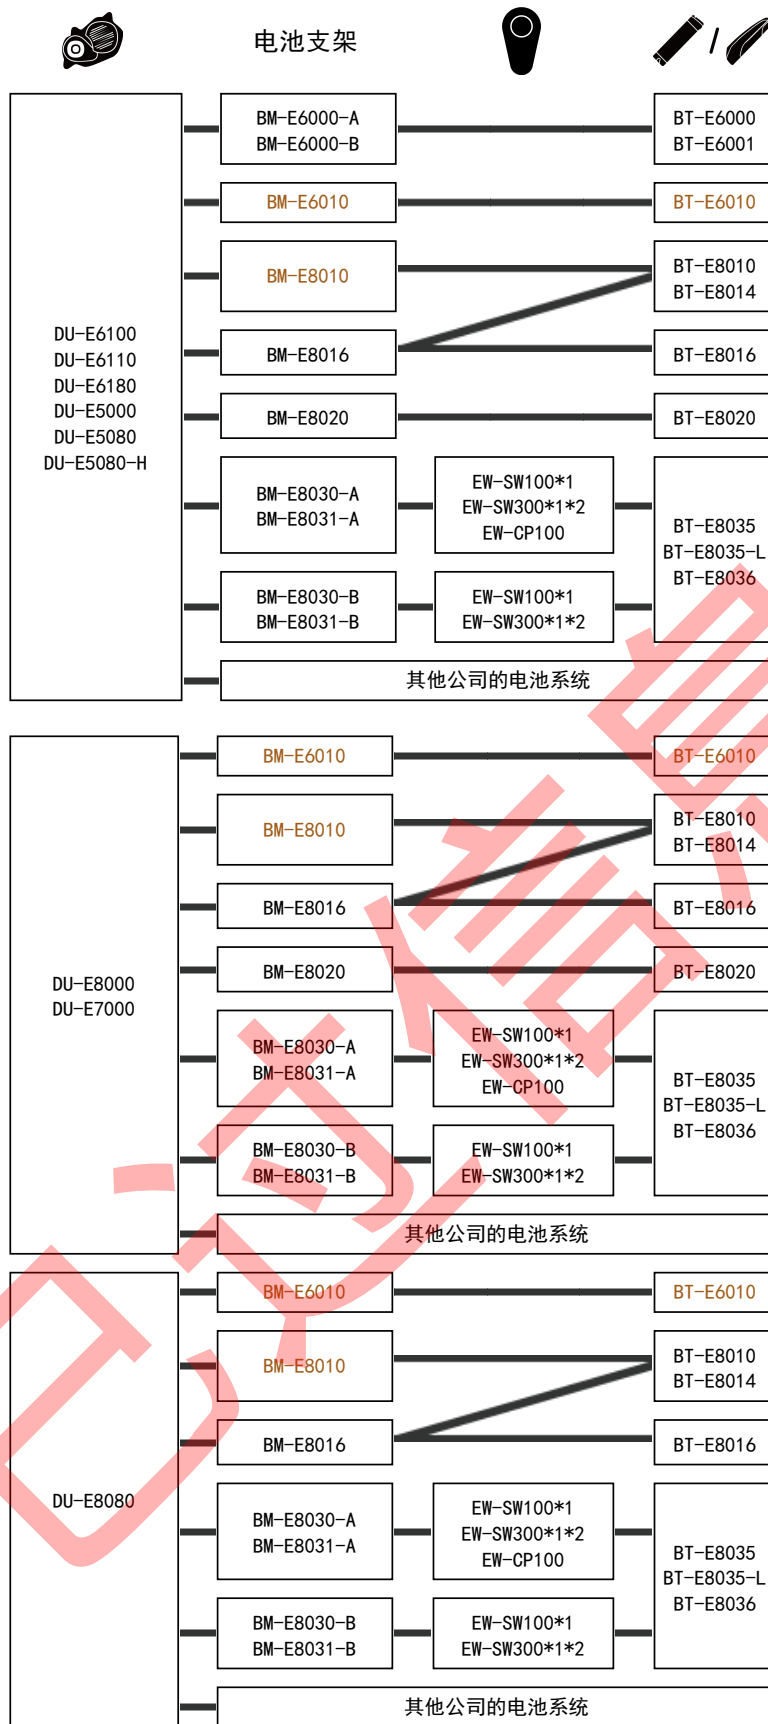 电池支架
BM-E6000-A
BM-E6000-B
BT-E6000
BT-E6001
BM-E6010
BT-E6010
BM-E8010
BT-E8010
BT-E8014
DU-E6100
DU-E6110
DU-E6180
DU-E5000
DU-E5080
DU-E5080-H
BM-E8016
BT-E8016
BM-E8020
BT-E8020
BM-E8030-A
BM-E8031-A
EW-SW100*1
EW-SW300*1*2
EW-CP100
BT-E8035
BT-E8035-L
BT-E8036
BM-E8030-B
BM-E8031-B
EW-SW100*1
EW-SW300*1*2
其他公司的电池系统
BM-E6010
BT-E6010
BM-E8010
BT-E8010
BT-E8014
BM-E8016
BT-E8016
DU-E8000
DU-E7000
BM-E8020
BT-E8020
BM-E8030-A
BM-E8031-A
EW-SW100*1
EW-SW300*1*2
EW-CP100
BT-E8035
BT-E8035-L
BT-E8036
BM-E8030-B
BM-E8031-B
EW-SW100*1
EW-SW300*1*2
其他公司的电池系统
BM-E6010
BT-E6010
BM-E8010
BT-E8010
BT-E8014
BM-E8016
BT-E8016
DU-E8080
BM-E8030-A
BM-E8031-A
EW-SW100*1
EW-SW300*1*2
EW-CP100
BT-E8035
BT-E8035-L
BT-E8036
BM-E8030-B
BM-E8031-B
EW-SW100*1
EW-SW300*1*2
其他公司的电池系统
已过信息